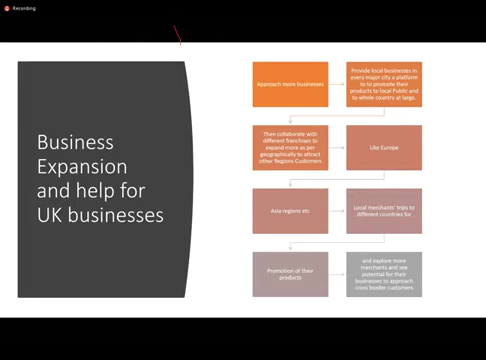 Recording
Business
Expansion
and help for
UK businesses
Approach more businesses
Provide local businesses in
every major city a platform
to to promote their
products to local Public and
to whole country at large.
Then collaborate with
different franchises to
expand more as per
geographically to attract
other Regions Customers
Like Europe
Asia regions etc
Local merchants' trips to
different countries for
Promotion of their
products
and explore more
merchants and see
potential for their
businesses to approach
cross border customers